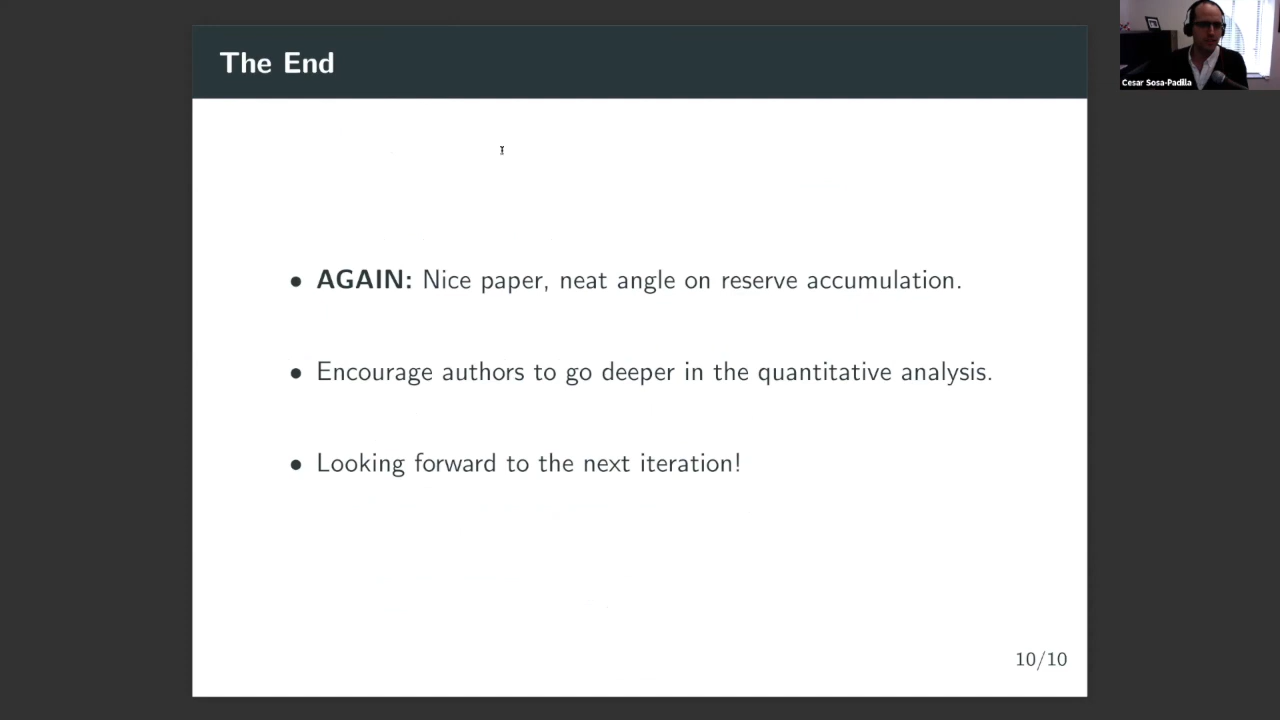 The End
Cesar Sosa-Padilla
• AGAIN: Nice paper, neat angle on reserve accumulation.
• Encourage authors to go deeper in the quantitative analysis.
• Looking forward to the next iteration!
10/10